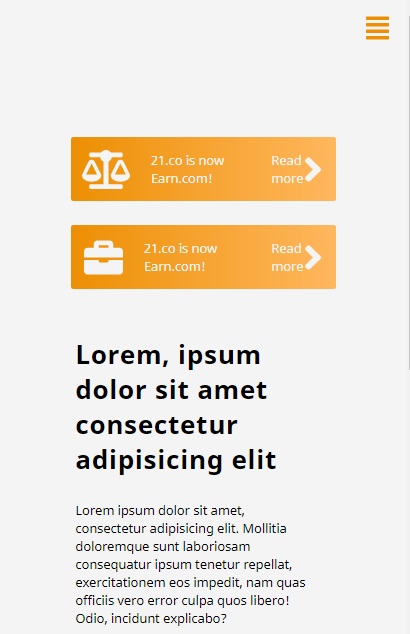 21.co is now
Earn.com!
Read
more
21.co is now
Earn.com!
Read
more
Lorem, ipsum
dolor sit amet
consectetur
adipisicing elit
Lorem ipsum dolor sit amet,
consectetur adipisicing elit. Mollitia
doloremque sunt laboriosam
consequatur ipsum tenetur repellat,
exercitationem eos impedit, nam quas
officiis vero error culpa quos libero!
Odio, incidunt explicabo?